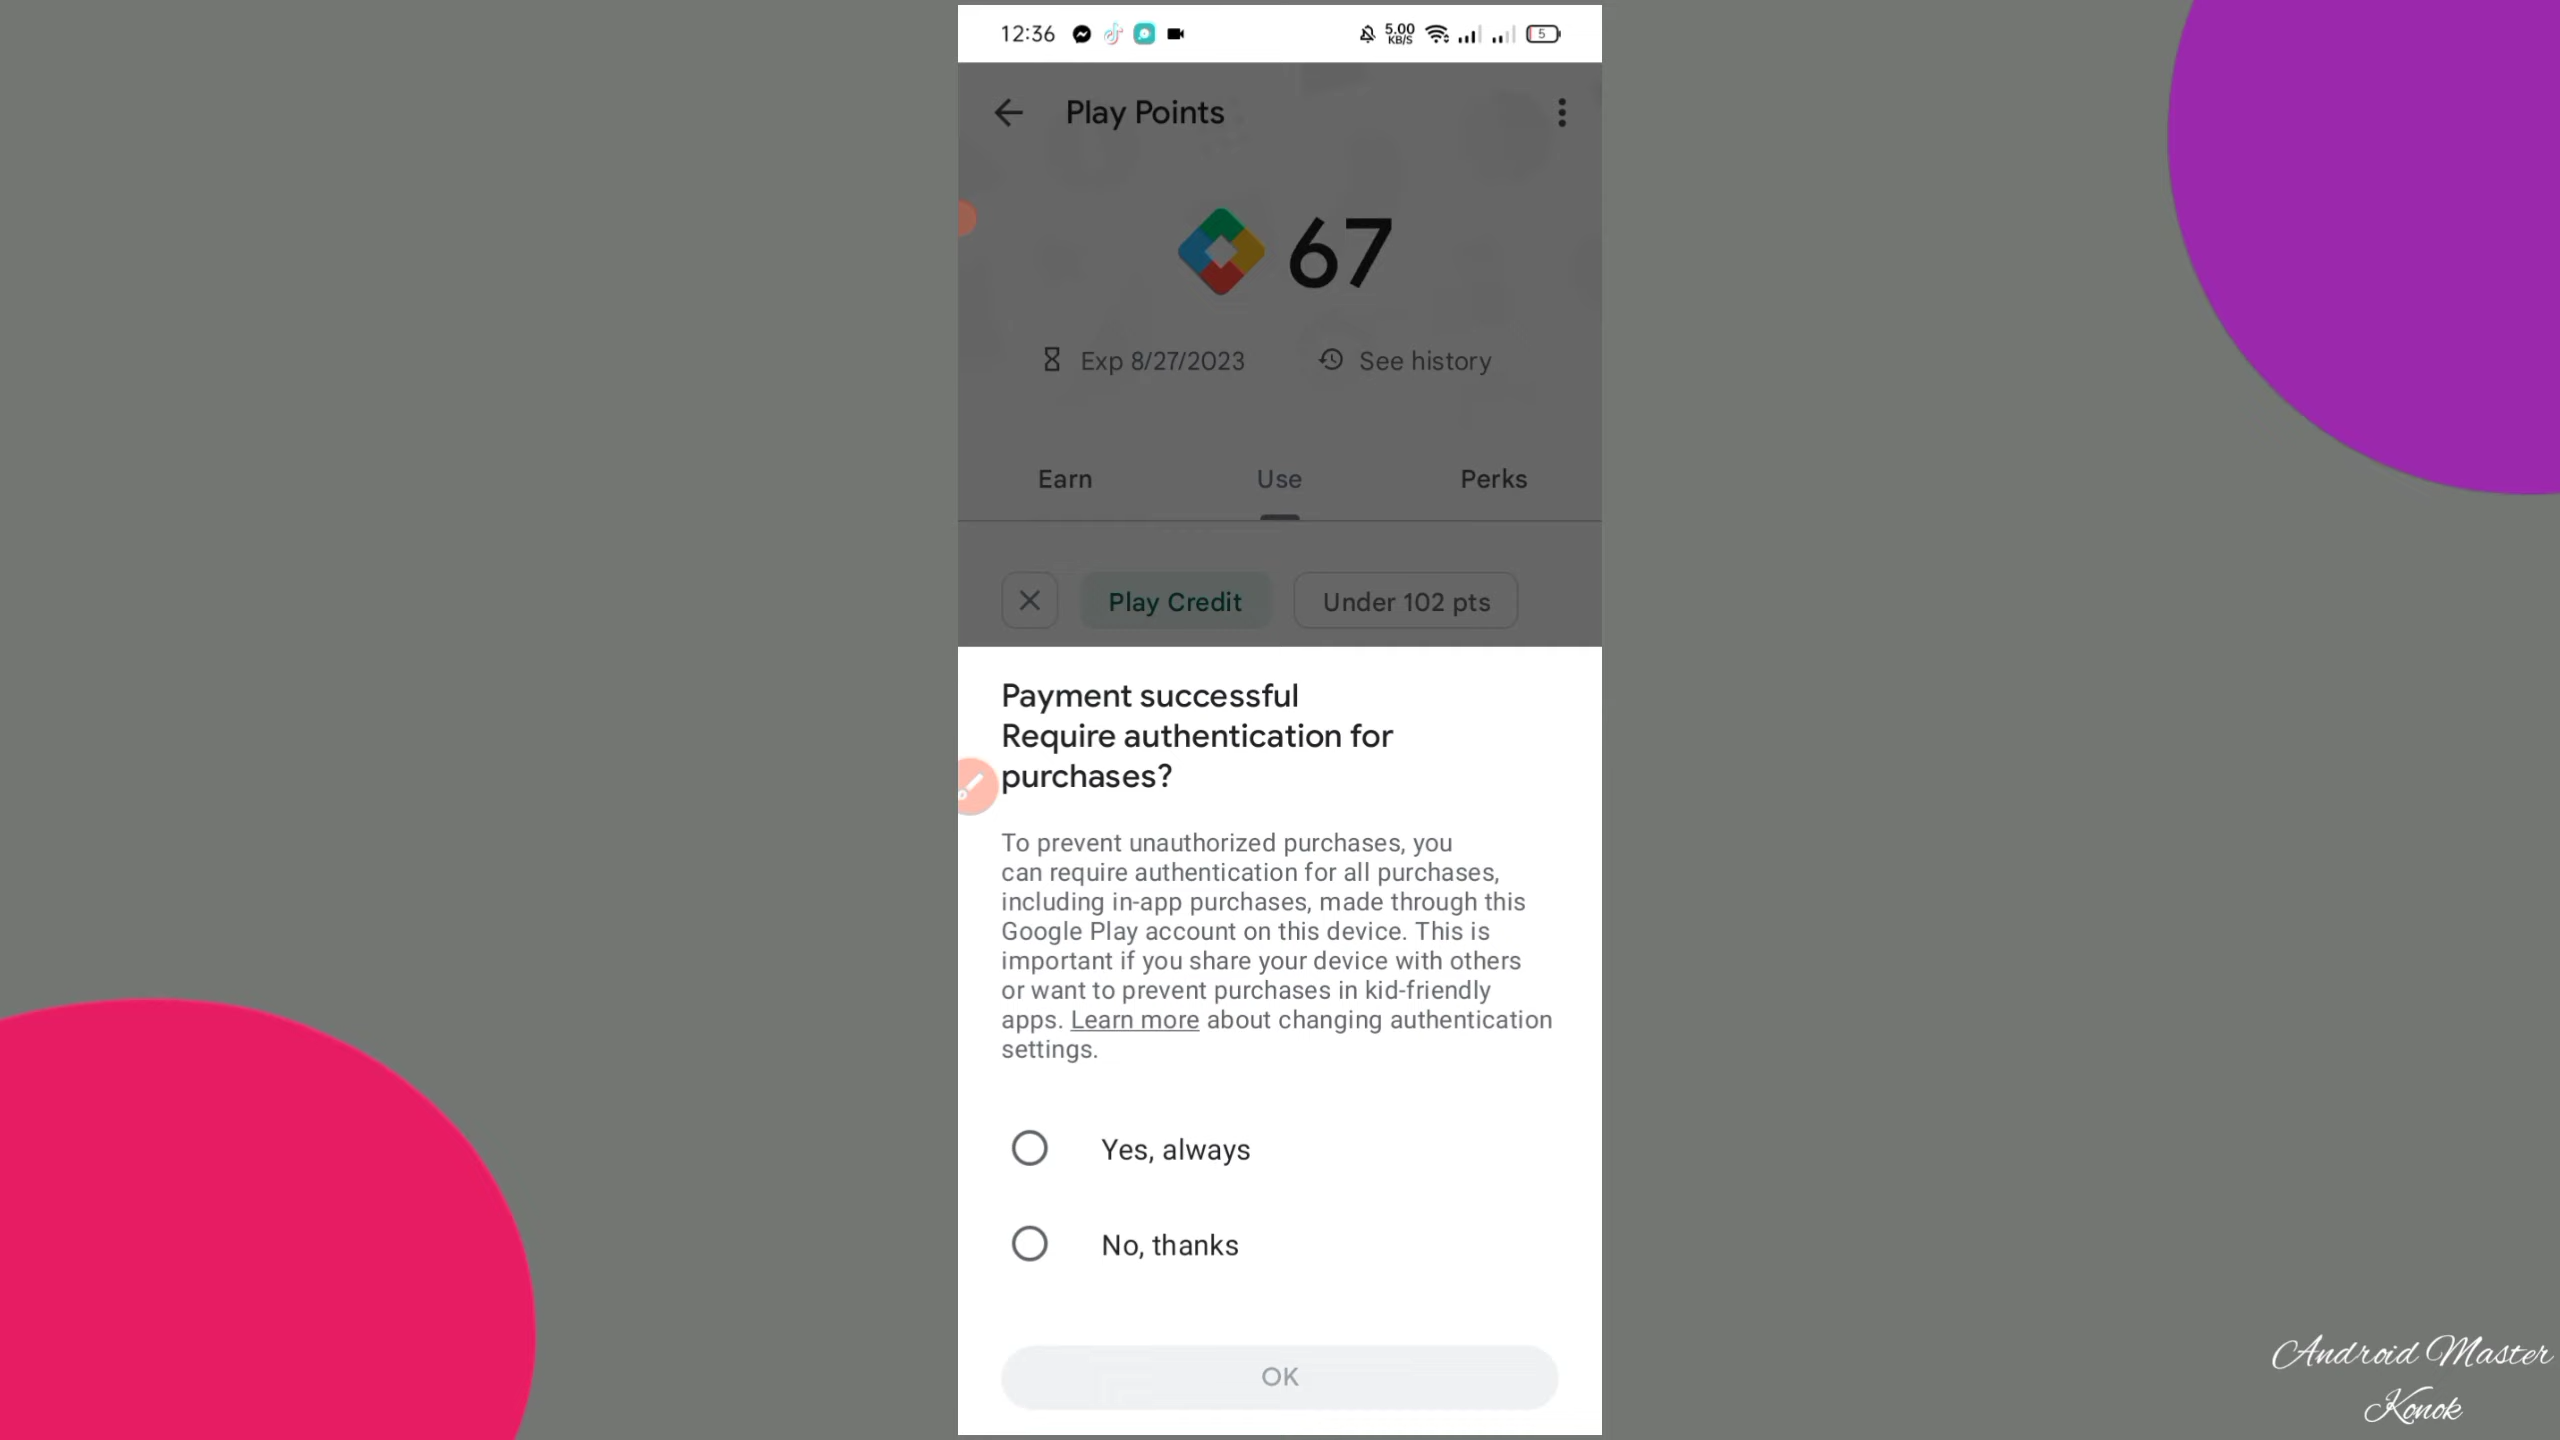 12:36
5.00
KB/S
5
Play Points
67
Exp 8/27/2023
See history
Earn
Use
Perks
Play Credit
Under 102 pts
Payment successful
Require authentication for
purchases?
To prevent unauthorized purchases, you
can require authentication for all purchases,
including in-app purchases, made through this
Google Play account on this device. This is
important if you share your device with others
or want to prevent purchases in kid-friendly
apps. Learn more about changing authentication
settings.
Yes, always
No, thanks
OK
Android Master
Konok